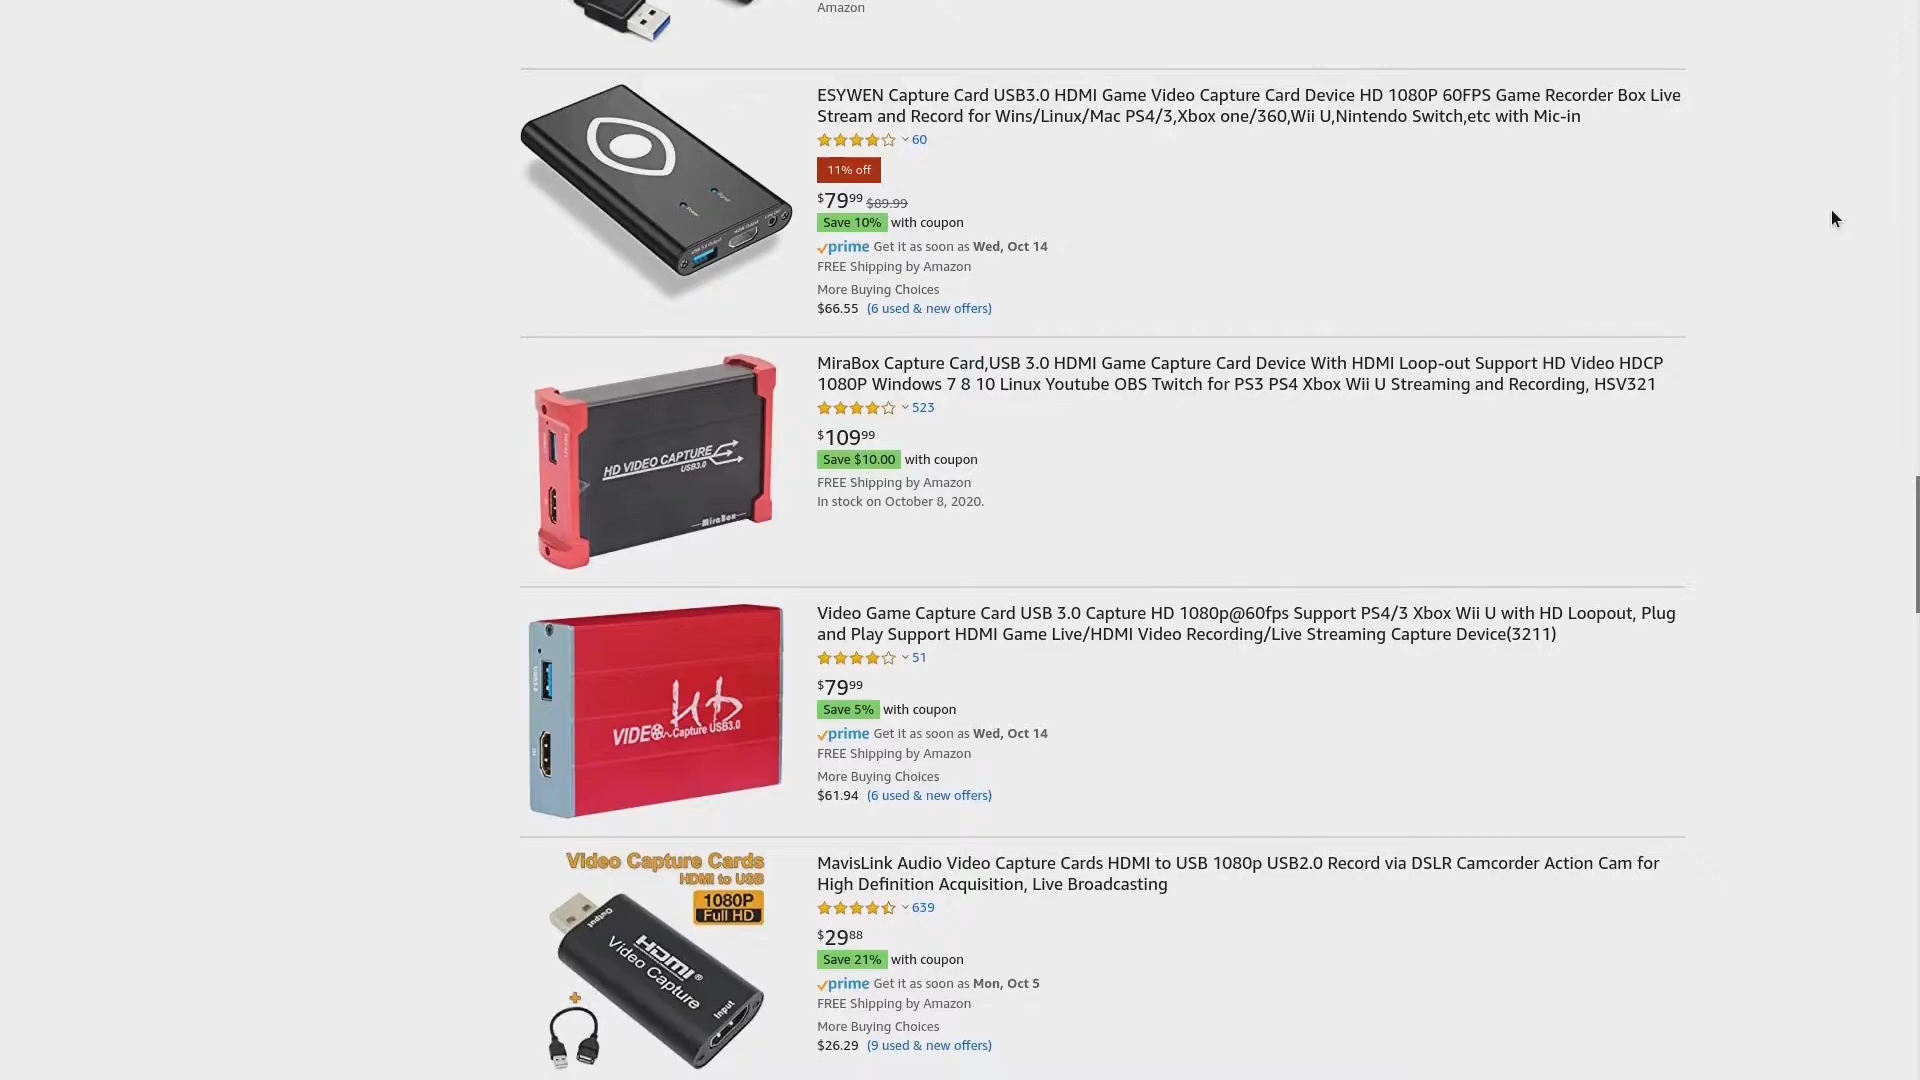 Amazon
ESYWEN Capture Card USB3.0 HDMI Game Video Capture Card Device HD 1080P 60FPS Game Recorder Box Live
Stream and Record for Wins/Linux/Mac PS4/3,Xbox one/360,Wii U,Nintendo Switch,etc with Mic-in
60
11% off
$79.99 $89.99
Save 10% with coupon
prime Get it as soon as Wed, Oct 14
FREE Shipping by Amazon
More Buying Choices
$66.55 (6 used & new offers)
MiraBox Capture Card,USB 3.0 HDMI Game Capture Card Device With HDMI Loop-out Support HD Video HDCP
1080P Windows 7 8 10 Linux Youtube OBS Twitch for PS3 PS4 Xbox Wii U Streaming and Recording, HSV321
523
$109.99
Save $10.00 with coupon
FREE Shipping by Amazon
In stock on October 8, 2020.
HD VIDEO CAPTURE
USB3.0
MiraBox
Video Game Capture Card USB 3.0 Capture HD 1080p@60fps Support PS4/3 Xbox Wii U with HD Loopout, Plug
and Play Support HDMI Game Live/HDMI Video Recording/Live Streaming Capture Device(3211)
51
$79.99
Save 5% with coupon
prime Get it as soon as Wed, Oct 14
FREE Shipping by Amazon
More Buying Choices
$61.94 (6 used & new offers)
HD
VIDEO Capture USB3.0
Video Capture Cards
HDMI to USB
1080P
Full HD
Output
HDMI®
Video Capture
Input
MavisLink Audio Video Capture Cards HDMI to USB 1080p USB2.0 Record via DSLR Camcorder Action Cam for
High Definition Acquisition, Live Broadcasting
639
$29.88
Save 21% with coupon
prime Get it as soon as Mon, Oct 5
FREE Shipping by Amazon
More Buying Choices
$26.29 (9 used & new offers)